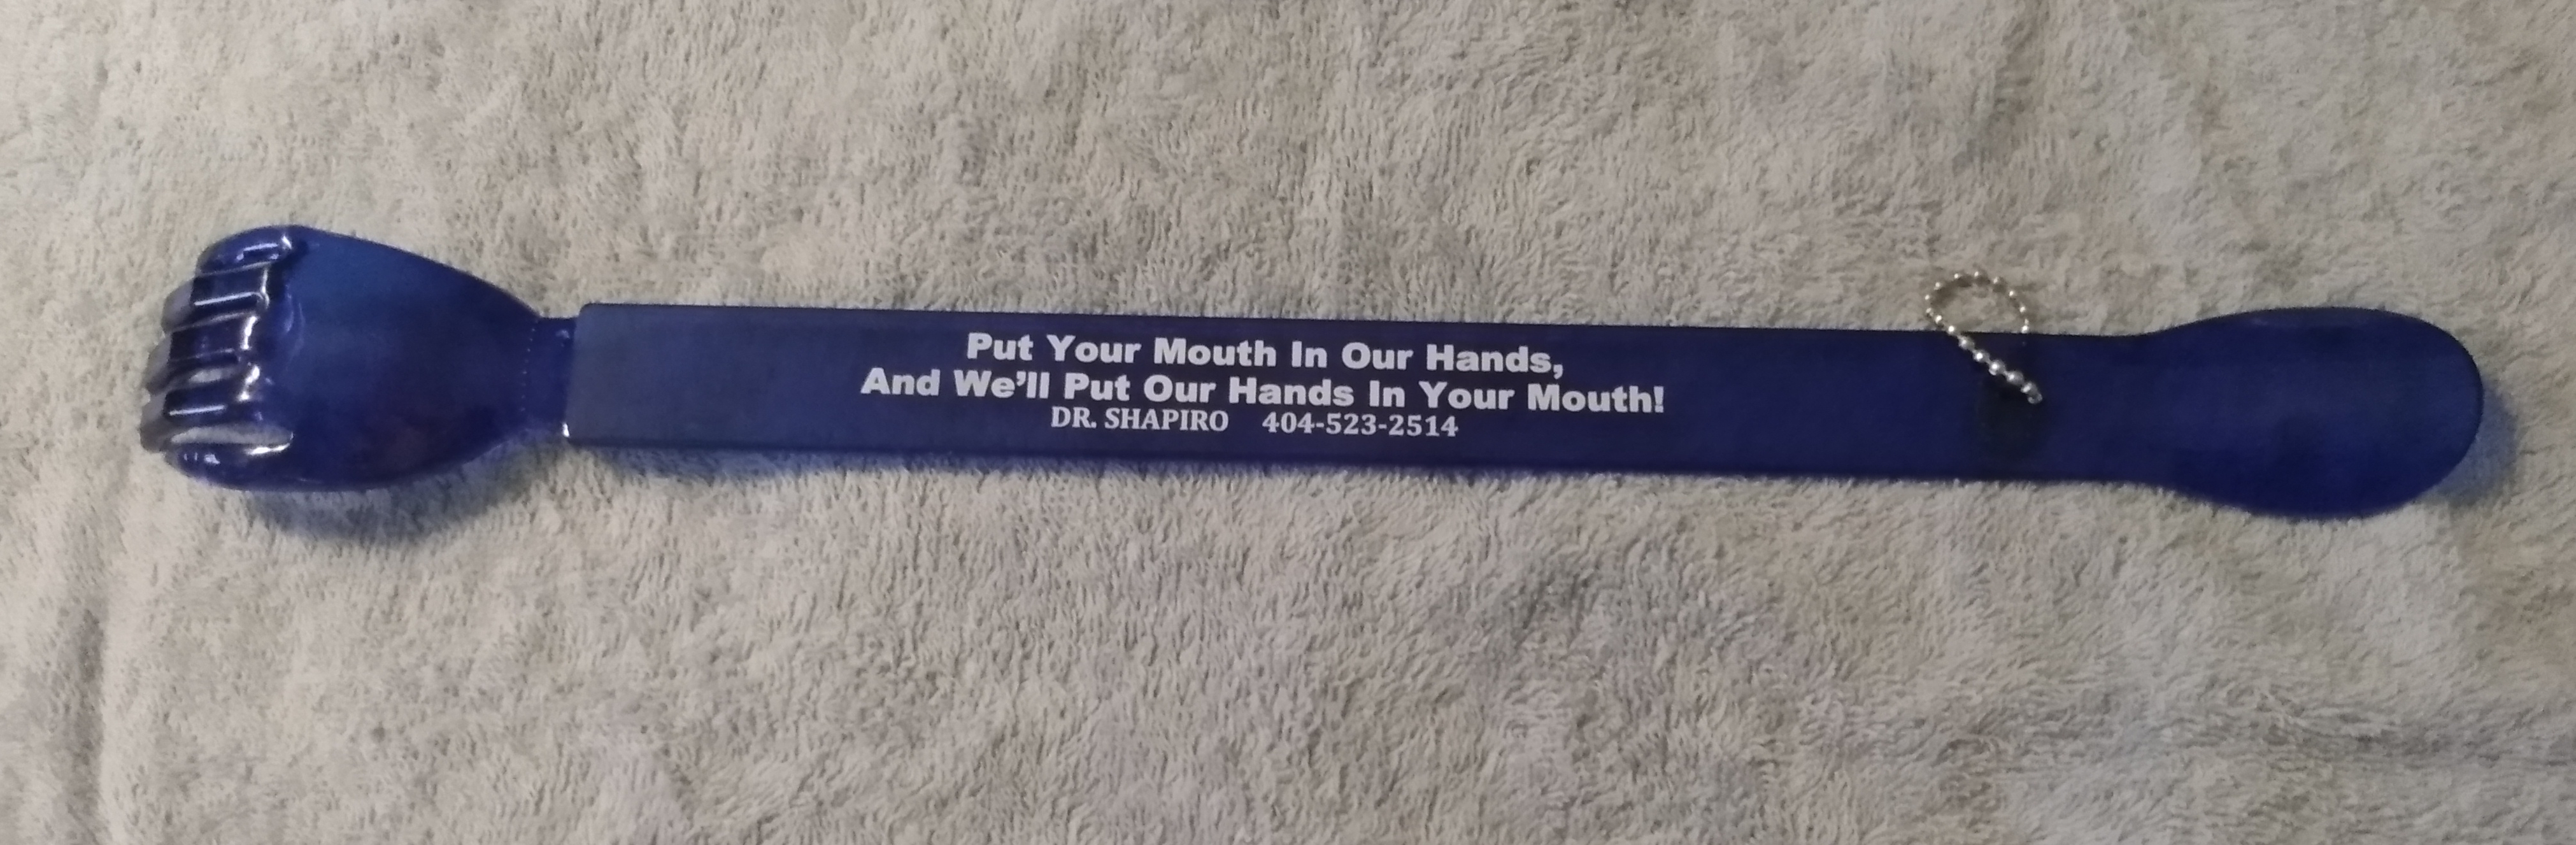 Put Your Mouth In Our Hands,
And We'll Put Our Hands In Your Mouth!
DR. SHAPIRO 404-523-2514